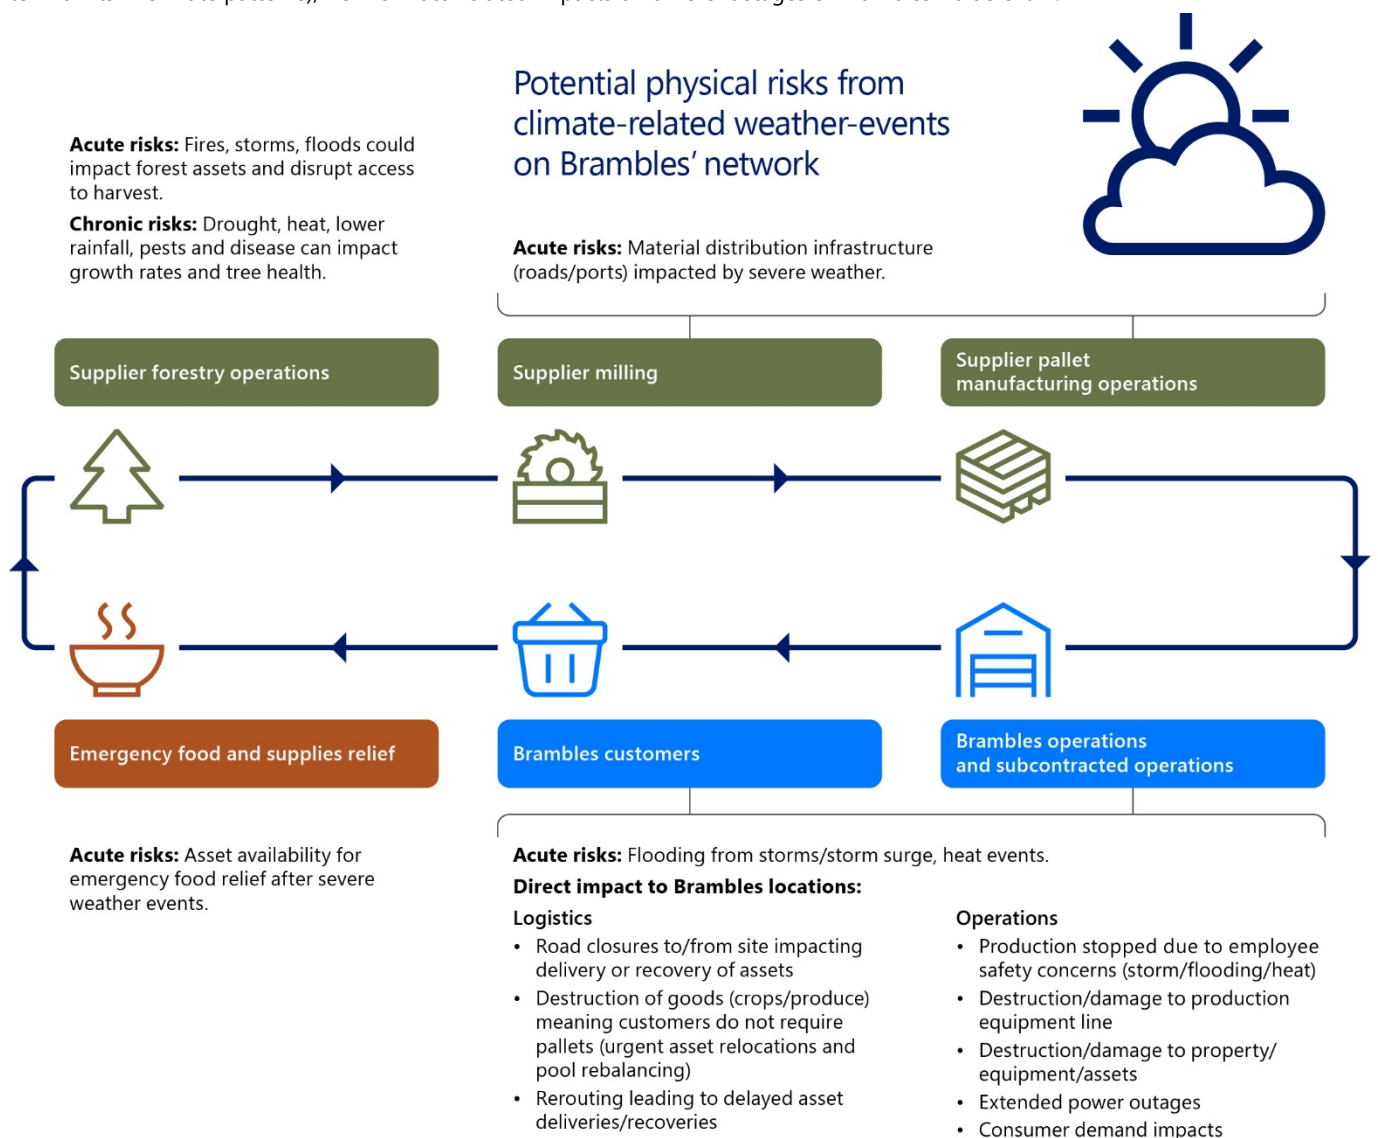 Potential physical risks from
climate-related weather-events
on Brambles’ network
Acute risks: Fires, storms, floods could
impact forest assets and disrupt access
to harvest.
Chronic risks: Drought, heat, lower
rainfall, pests and disease can impact
growth rates and tree health.
Acute risks: Material distribution infrastructure
(roads/ports) impacted by severe weather.
Supplier forestry operations
Supplier milling
Supplier pallet
manufacturing operations
Emergency food and supplies relief
Brambles customers
Brambles operations
and subcontracted operations
Acute risks: Asset availability for
emergency food relief after severe
weather events.
Acute risks: Flooding from storms/storm surge, heat events.
Direct impact to Brambles locations:
Logistics
• Road closures to/from site impacting
delivery or recovery of assets
• Destruction of goods (crops/produce)
meaning customers do not require
pallets (urgent asset relocations and
pool rebalancing)
• Rerouting leading to delayed asset
deliveries/recoveries
Operations
• Production stopped due to employee
safety concerns (storm/flooding/heat)
• Destruction/damage to production
equipment line
• Destruction/damage to property/
equipment/assets
• Extended power outages
• Consumer demand impacts